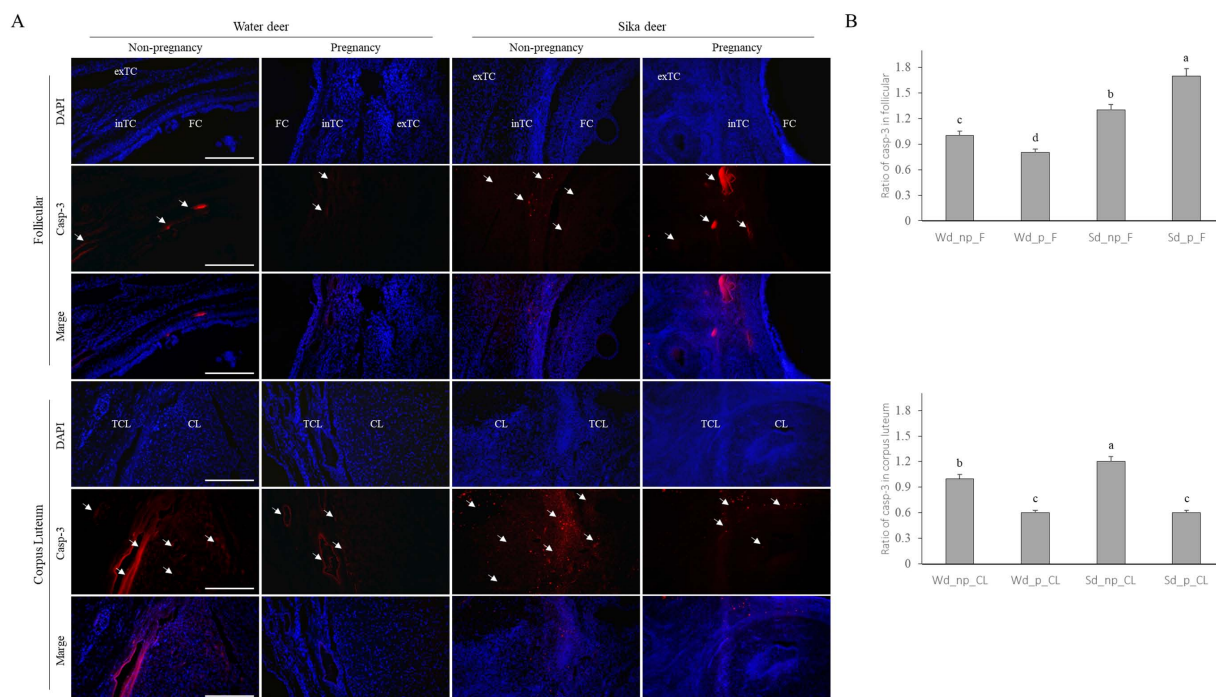 A
Water deer
Sika deer
Non-pregnancy
Pregnancy
Non-pregnancy
Pregnancy
Follicular
DAPI
exTC
inTC
FC
FC
inTC
exTC
exTC
inTC
FC
exTC
inTC
FC
Casp-3
Marge
Corpus Luteum
DAPI
TCL
CL
TCL
CL
CL
TCL
TCL
CL
Casp-3
Marge
B
Ratio of casp-3 in follicular
1.8
1.5
1.2
0.9
0.6
0.3
0
c
d
b
a
Wd_np_F
Wd_p_F
Sd_np_F
Sd_p_F
Ratio of casp-3 in corpus luteum
1.8
1.5
1.2
0.9
0.6
0.3
0
b
c
a
c
Wd_np_CL
Wd_p_CL
Sd_np_CL
Sd_p_CL